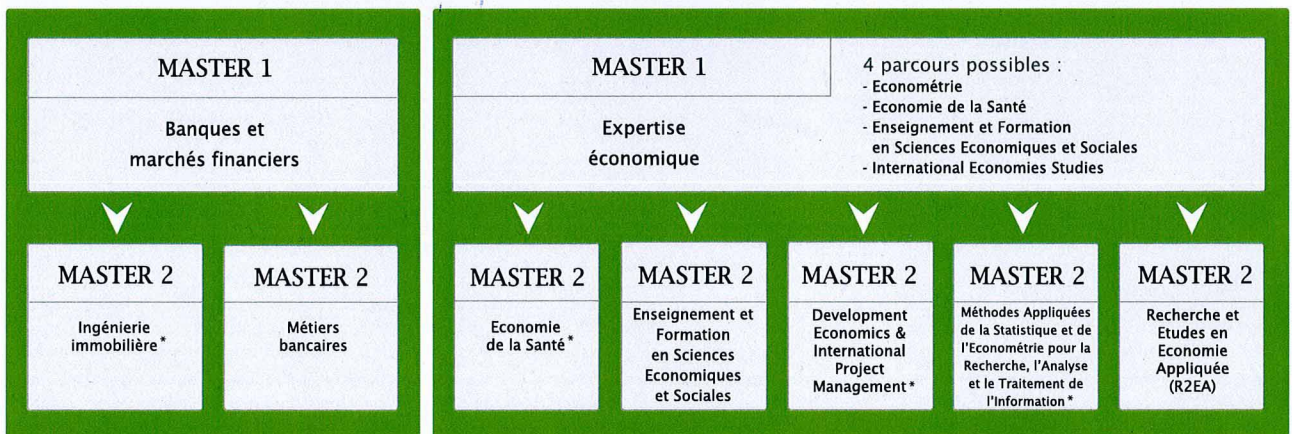 MASTER 1
Banques et
marchés financiers
MASTER 2
Ingénierie
immobilière*
MASTER 2
Métiers
bancaires
MASTER 1
Expertise
économique
4 parcours possibles :
- Econométrie
- Economie de la Santé
- Enseignement et Formation
en Sciences Economiques et Sociales
- International Economies Studies
MASTER 2
Economie
de la Santé*
MASTER 2
Enseignement et
Formation
en Sciences
Economiques
et Sociales
MASTER 2
Development
Economics &
International
Project
Management*
MASTER 2
Méthodes Appliquées
de la Statistique et de
l'Econométrie pour la
Recherche, l'Analyse
et le Traitement de
l'Information*
MASTER 2
Recherche et
Etudes en
Economie
Appliquée
(R2EA)